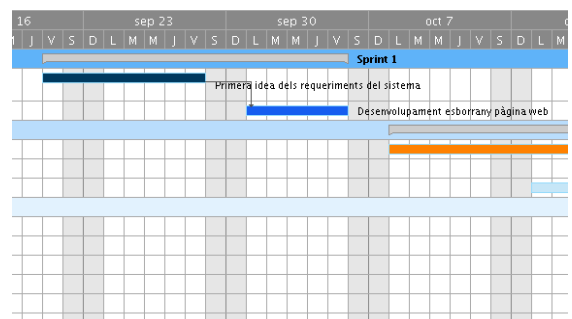 16 sep 23 sep 30 oct 7
J V S D L M M J V S D L M M J V S D L M M J V S D L M
Sprint 1
Primera idea dels requeriments del sistema
Desenvolupament esborrany pàgina web